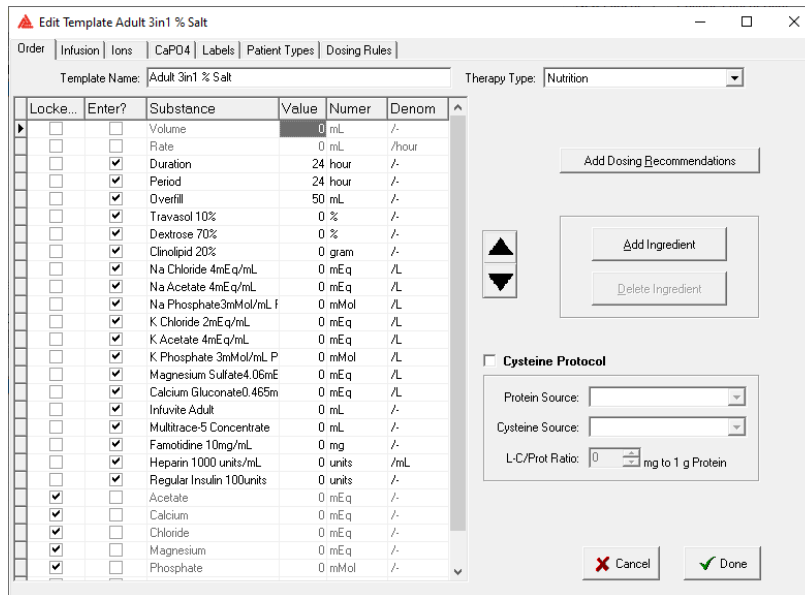 Edit Template Adult 3in1 % Salt
Order Infusion Ions CaPO4 Labels Patient Types Dosing Rules
Template Name: Adult 3in1 % Salt Therapy Type: Nutrition
Locke... Enter? Substance Value Numer Denom
Volume 0 mL /-
Rate 0 mL /hour
Duration 24 hour /-
Period 24 hour /-
Overfill 50 mL /-
Travasol 10% 0 % /-
Dextrose 70% 0 % /-
Clinolipid 20% 0 gram /-
Na Chloride 4mEq/mL 0 mEq /L
Na Acetate 4mEq/mL 0 mEq /L
Na Phosphate3mMol/mL F 0 mMol /L
K Chloride 2mEq/mL 0 mEq /L
K Acetate 4mEq/mL 0 mEq /L
K Phosphate 3mMol/mL P 0 mMol /L
Magnesium Sulfate4.06mE 0 mEq /L
Calcium Gluconate0.465m 0 mEq /L
Infuvite Adult 0 mL /-
Multitrace-5 Concentrate 0 mL /-
Famotidine 10mg/mL 0 mg /-
Heparin 1000 units/mL 0 units /mL
Regular Insulin 100units 0 units /-
Acetate 0 mEq /-
Calcium 0 mEq /-
Chloride 0 mEq /-
Magnesium 0 mEq /-
Phosphate 0 mMol /-
Add Dosing Recommendations
Add Ingredient
Delete Ingredient
Cysteine Protocol
Protein Source:
Cysteine Source:
L-C/Prot Ratio: 0 mg to 1 g Protein
Cancel Done